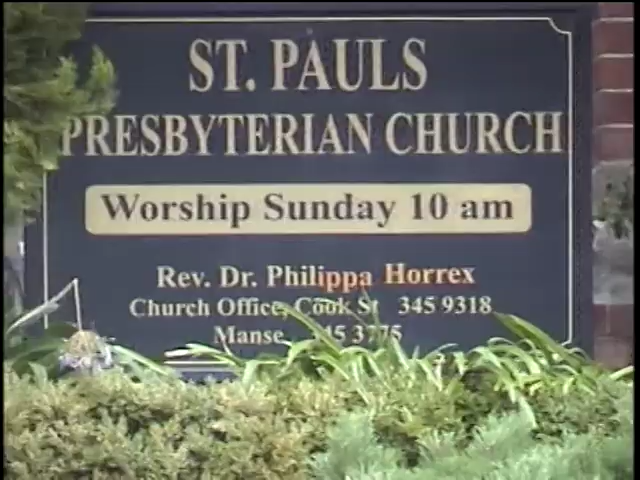 ST. PAULS
PRESBYTERIAN CHURCH
Worship Sunday 10 am
Rev. Dr. Philippa Horrex
Church Office, Cook St 345 9318
Manse 3775